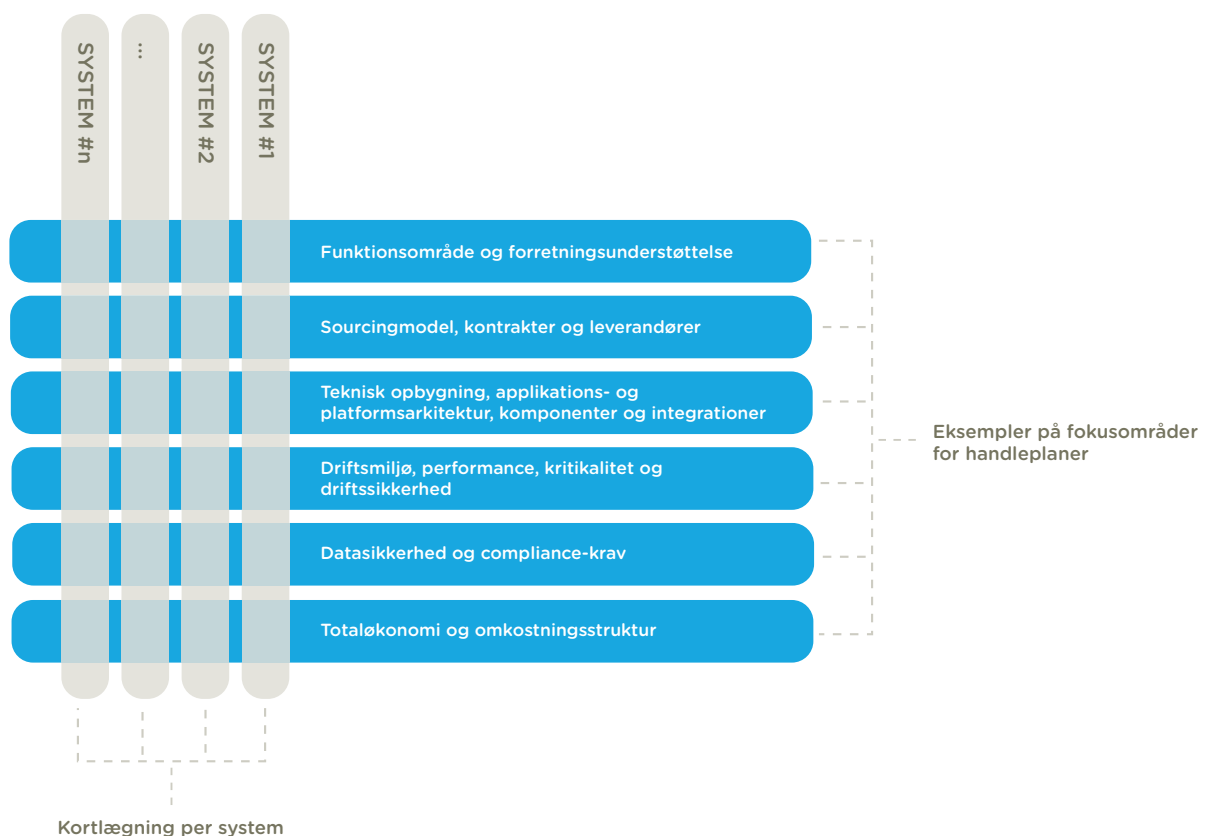 SYSTEM #n
...
SYSTEM #2
SYSTEM #1
Funktionsområde og forretningsunderstøttelse
Sourcingmodel, kontrakter og leverandører
Teknisk opbygning, applikations- og
platformsarkitektur, komponenter og integrationer
Driftsmiljø, performance, kritikalitet og
driftssikkerhed
Datasikkerhed og compliance-krav
Totaløkonomi og omkostningsstruktur
Eksempler på fokusområder
for handleplaner
Kortlægning per system